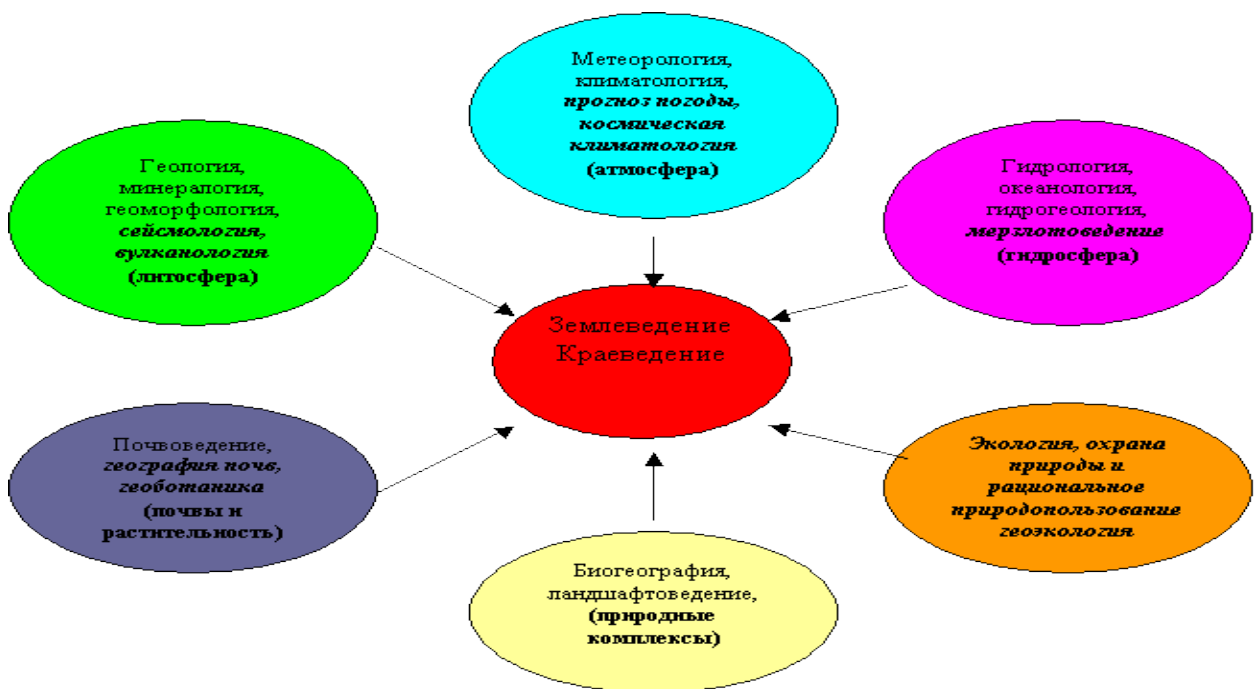 Метеорология,
климатология,
прогноз погоды,
космическая
климатология
(атмосфера)
Геология,
минералогия,
геоморфология,
сейсмология,
вулканология
(литосфера)
Гидрология,
океанология,
гидрогеология,
мерзлотоведение
(гидросфера)
Землеведение
Краеведение
Почвоведение,
география почв,
геоботаника
(почвы и
растительность)
Экология, охрана
природы и
рациональное
природопользование
геоэкология
Биогеография,
ландшафтоведение,
(природные
комплексы)